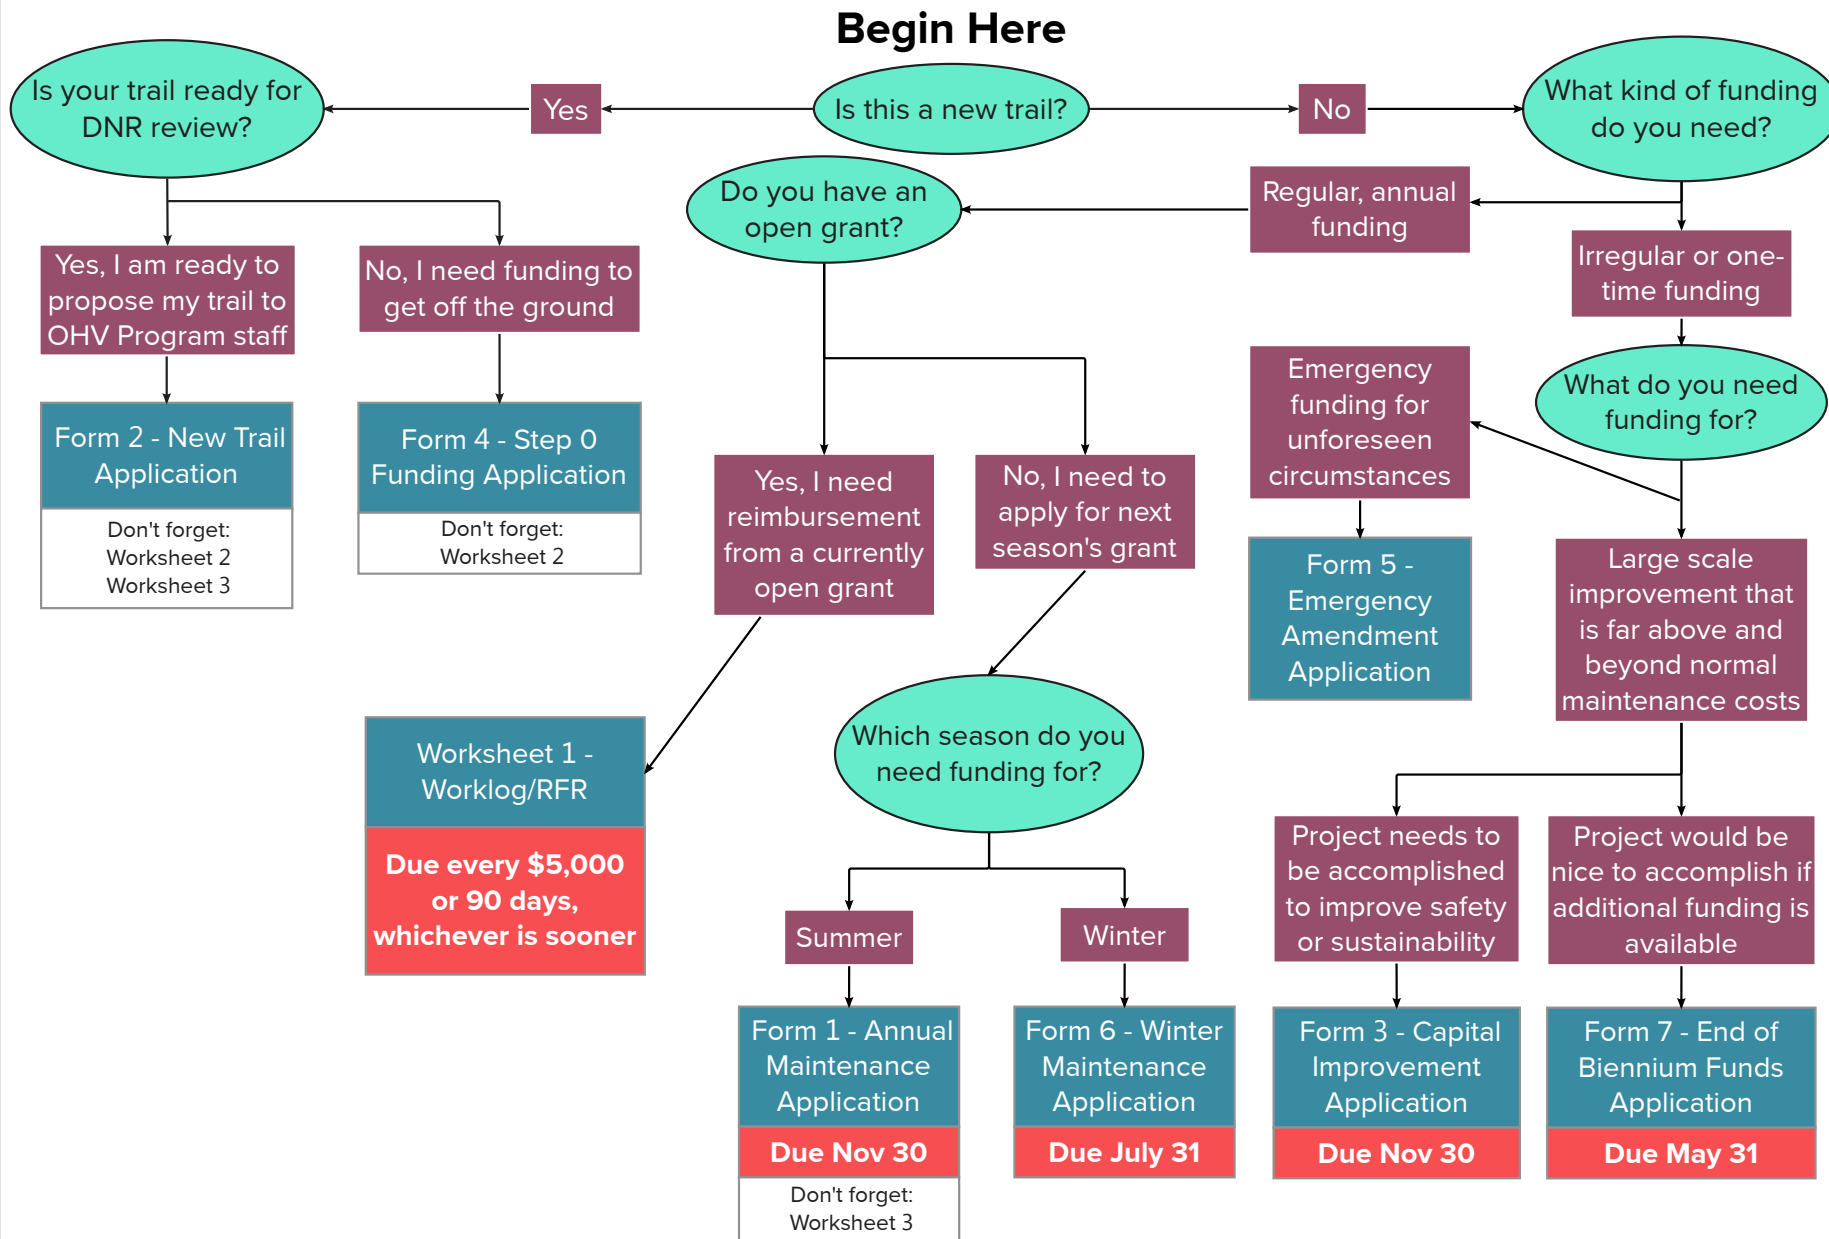 Begin Here
Is this a new trail?
Yes
Is your trail ready for
DNR review?
Yes, I am ready to
propose my trail to
OHV Program staff
Form 2 - New Trail
Application
Don't forget:
Worksheet 2
Worksheet 3
No, I need funding to
get off the ground
Form 4 - Step 0
Funding Application
Don't forget:
Worksheet 2
No
What kind of funding
do you need?
Regular, annual
funding
Do you have an
open grant?
Yes, I need
reimbursement
from a currently
open grant
Worksheet 1 -
Worklog/RFR
Due every $5,000
or 90 days,
whichever is sooner
No, I need to
apply for next
season's grant
Which season do you
need funding for?
Summer
Form 1 - Annual
Maintenance
Application
Due Nov 30
Don't forget:
Worksheet 3
Winter
Form 6 - Winter
Maintenance
Application
Due July 31
Irregular or one-
time funding
What do you need
funding for?
Emergency
funding for
unforeseen
circumstances
Form 5 -
Emergency
Amendment
Application
Large scale
improvement that
is far above and
beyond normal
maintenance costs
Project needs to
be accomplished
to improve safety
or sustainability
Form 3 - Capital
Improvement
Application
Due Nov 30
Project would be
nice to accomplish if
additional funding is
available
Form 7 - End of
Biennium Funds
Application
Due May 31